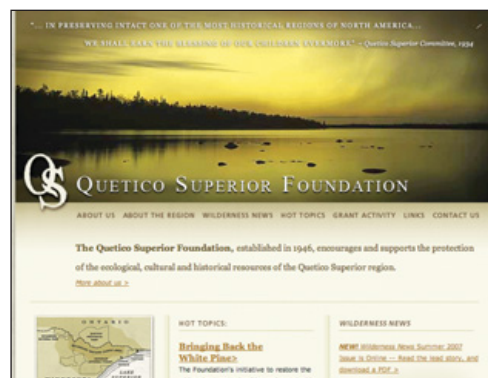 "... IN PRESERVING INTACT ONE OF THE MOST HISTORICAL REGIONS OF NORTH AMERICA...
WE SHALL EARN THE BLESSING OF OUR CHILDREN EVERMORE." – Quetico Superior Committee, 1934
QS QUETICO SUPERIOR FOUNDATION
ABOUT US ABOUT THE REGION WILDERNESS NEWS HOT TOPICS GRANT ACTIVITY LINKS CONTACT US
The Quetico Superior Foundation, established in 1946, encourages and supports the protection
of the ecological, cultural and historical resources of the Quetico Superior region.
More about us >
ONTARIO
LAKE
SUPERIOR
HOT TOPICS:
Bringing Back the
White Pine>
The Foundation's initiative to restore the
WILDERNESS NEWS
NEW! Wilderness News Summer 2007
Issue is Online -- Read the lead story, and
download a PDF >